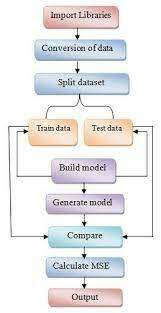 Import Libraries
Conversion of data
Split dataset
Train data
Test data
Build model
Generate model
Compare
Calculate MSE
Output